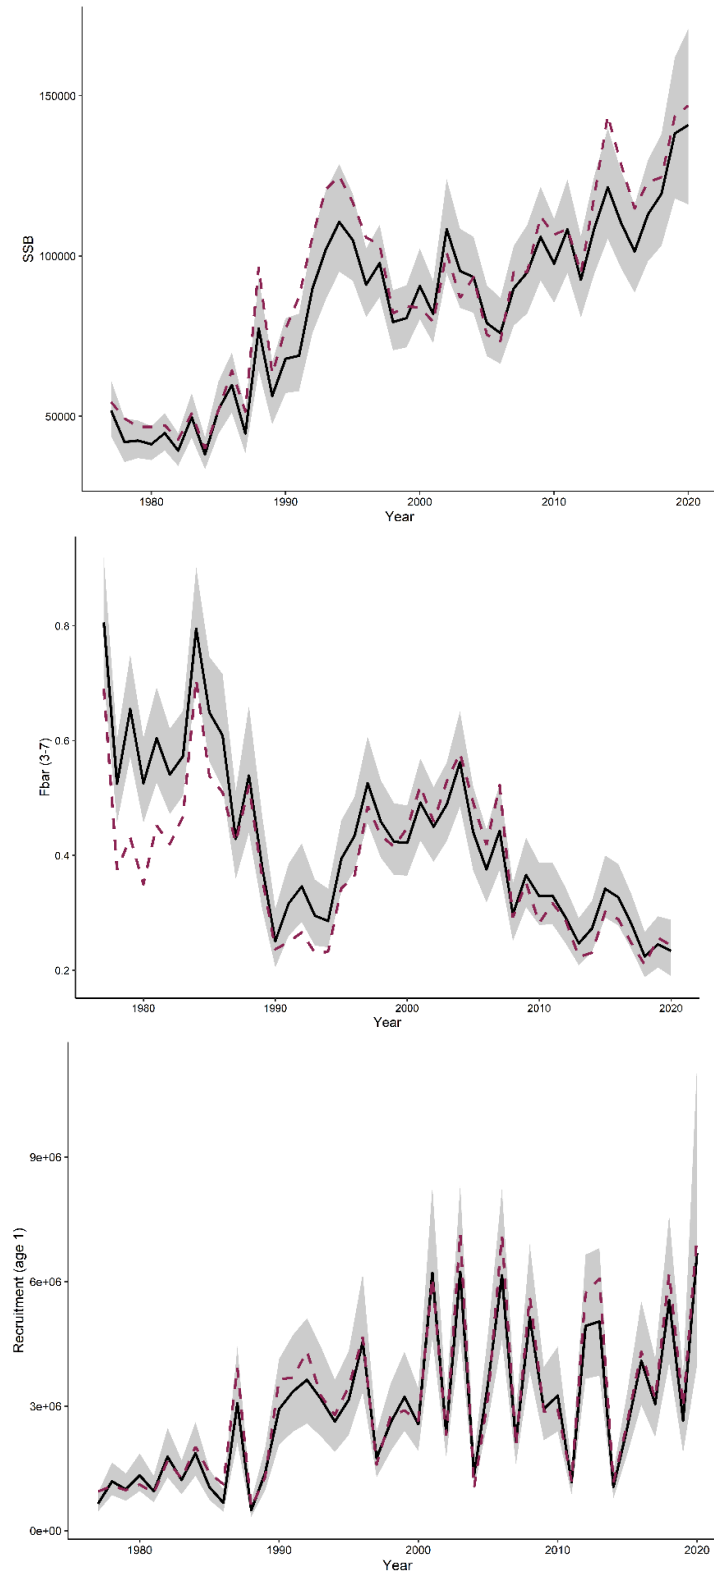 150000
100000
50000
SSB
1980 1990 2000 2010 2020
Year
0.8
0.6
0.4
0.2
Fbar (3-7)
1980 1990 2000 2010 2020
Year
9e+06
6e+06
3e+06
0e+00
Recruitment (age 1)
1980 1990 2000 2010 2020
Year